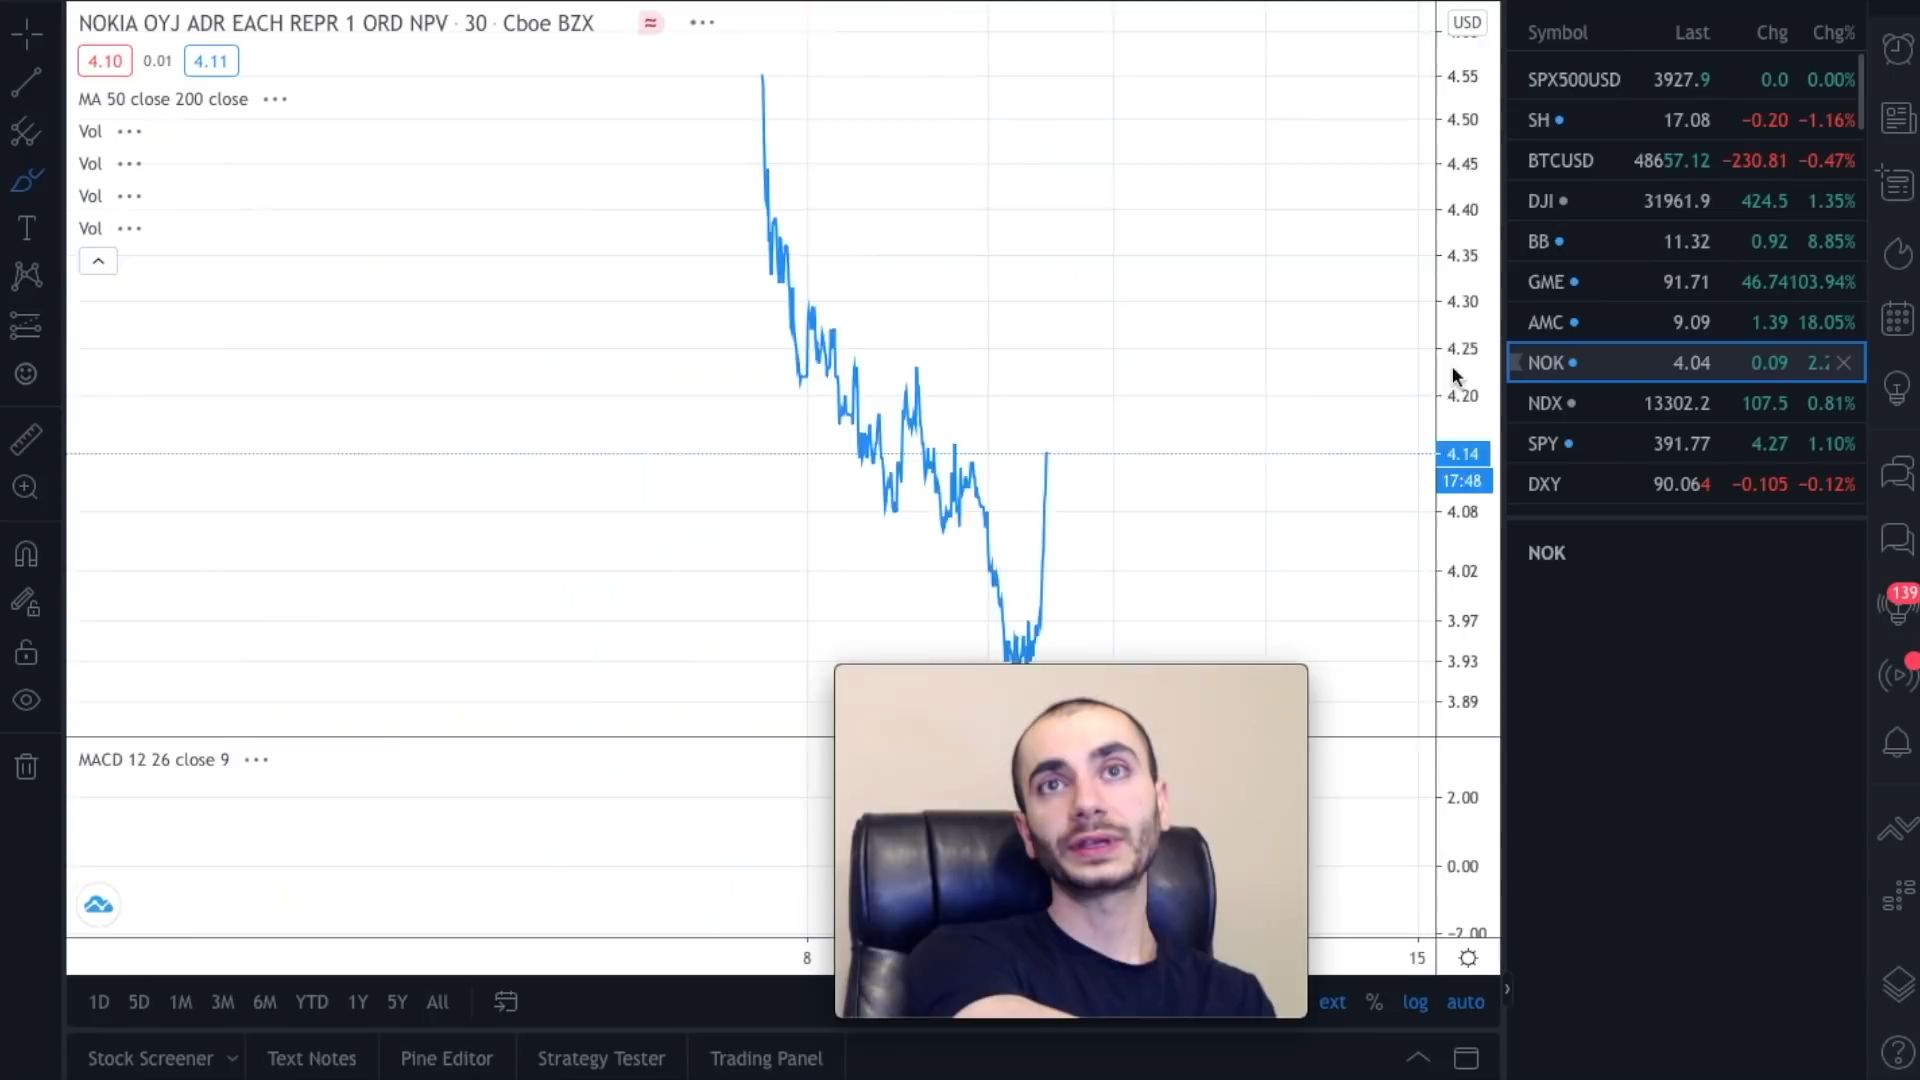 NOKIA OYJ ADR EACH REPR 1 ORD NPV · 30 · Cboe BZX
USD
4.10 0.01 4.11
MA 50 close 200 close
Vol
Vol
Vol
Vol
4.55
4.50
4.45
4.40
4.35
4.30
4.25
4.20
4.14
17:48
4.08
4.02
3.97
3.93
3.89
MACD 12 26 close 9
2.00
0.00
−2.00
8 15
1D 5D 1M 3M 6M YTD 1Y 5Y All
ext % log auto
Stock Screener Text Notes Pine Editor Strategy Tester Trading Panel
Symbol Last Chg Chg%
SPX500USD 3927.9 0.0 0.00%
SH 17.08 −0.20 −1.16%
BTCUSD 48657.12 −230.81 −0.47%
DJI 31961.9 424.5 1.35%
BB 11.32 0.92 8.85%
GME 91.71 46.74 103.94%
AMC 9.09 1.39 18.05%
NOK 4.04 0.09
NDX 13302.2 107.5 0.81%
SPY 391.77 4.27 1.10%
DXY 90.064 −0.105 −0.12%
NOK
139